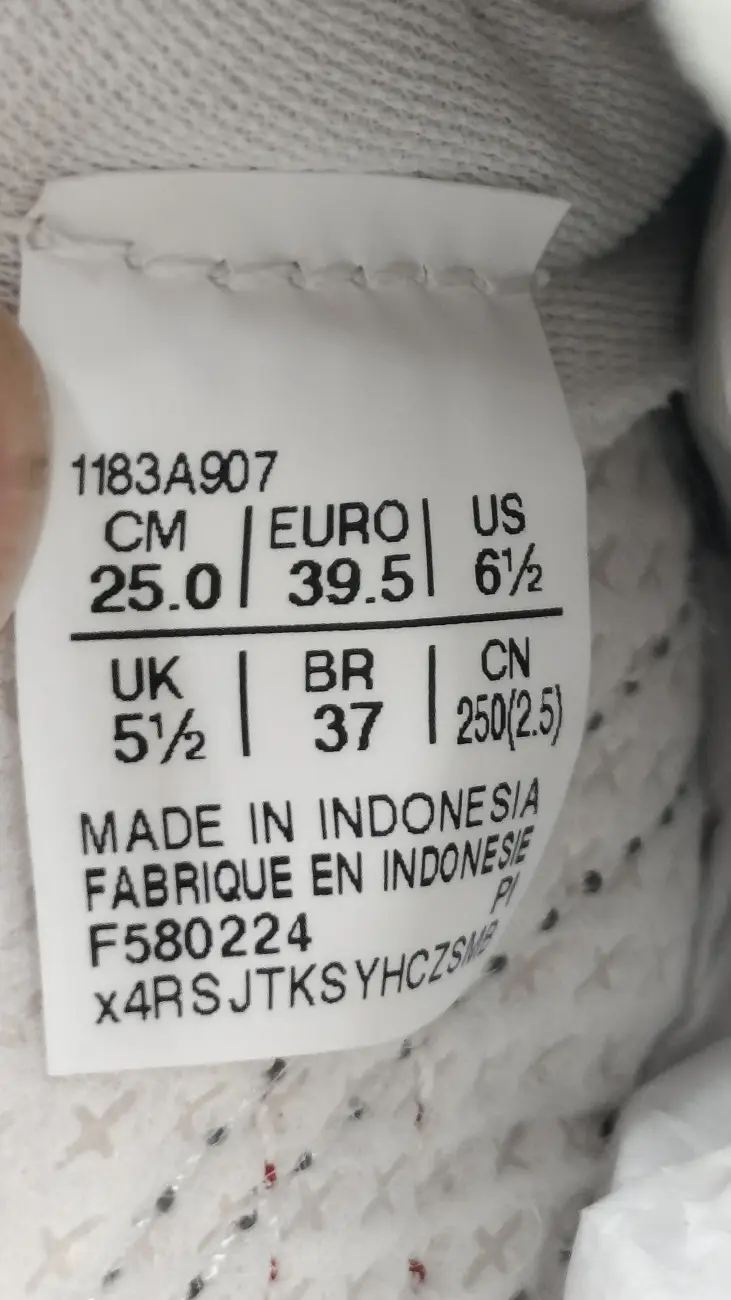 1183A907
CM | EURO | US
25.0 | 39.5 | 6½
UK | BR | CN
5½ | 37 | 250(2.5)
MADE IN INDONESIA
FABRIQUE EN INDONESIE
PI
F580224
x4RSJTKSYHCZSMB